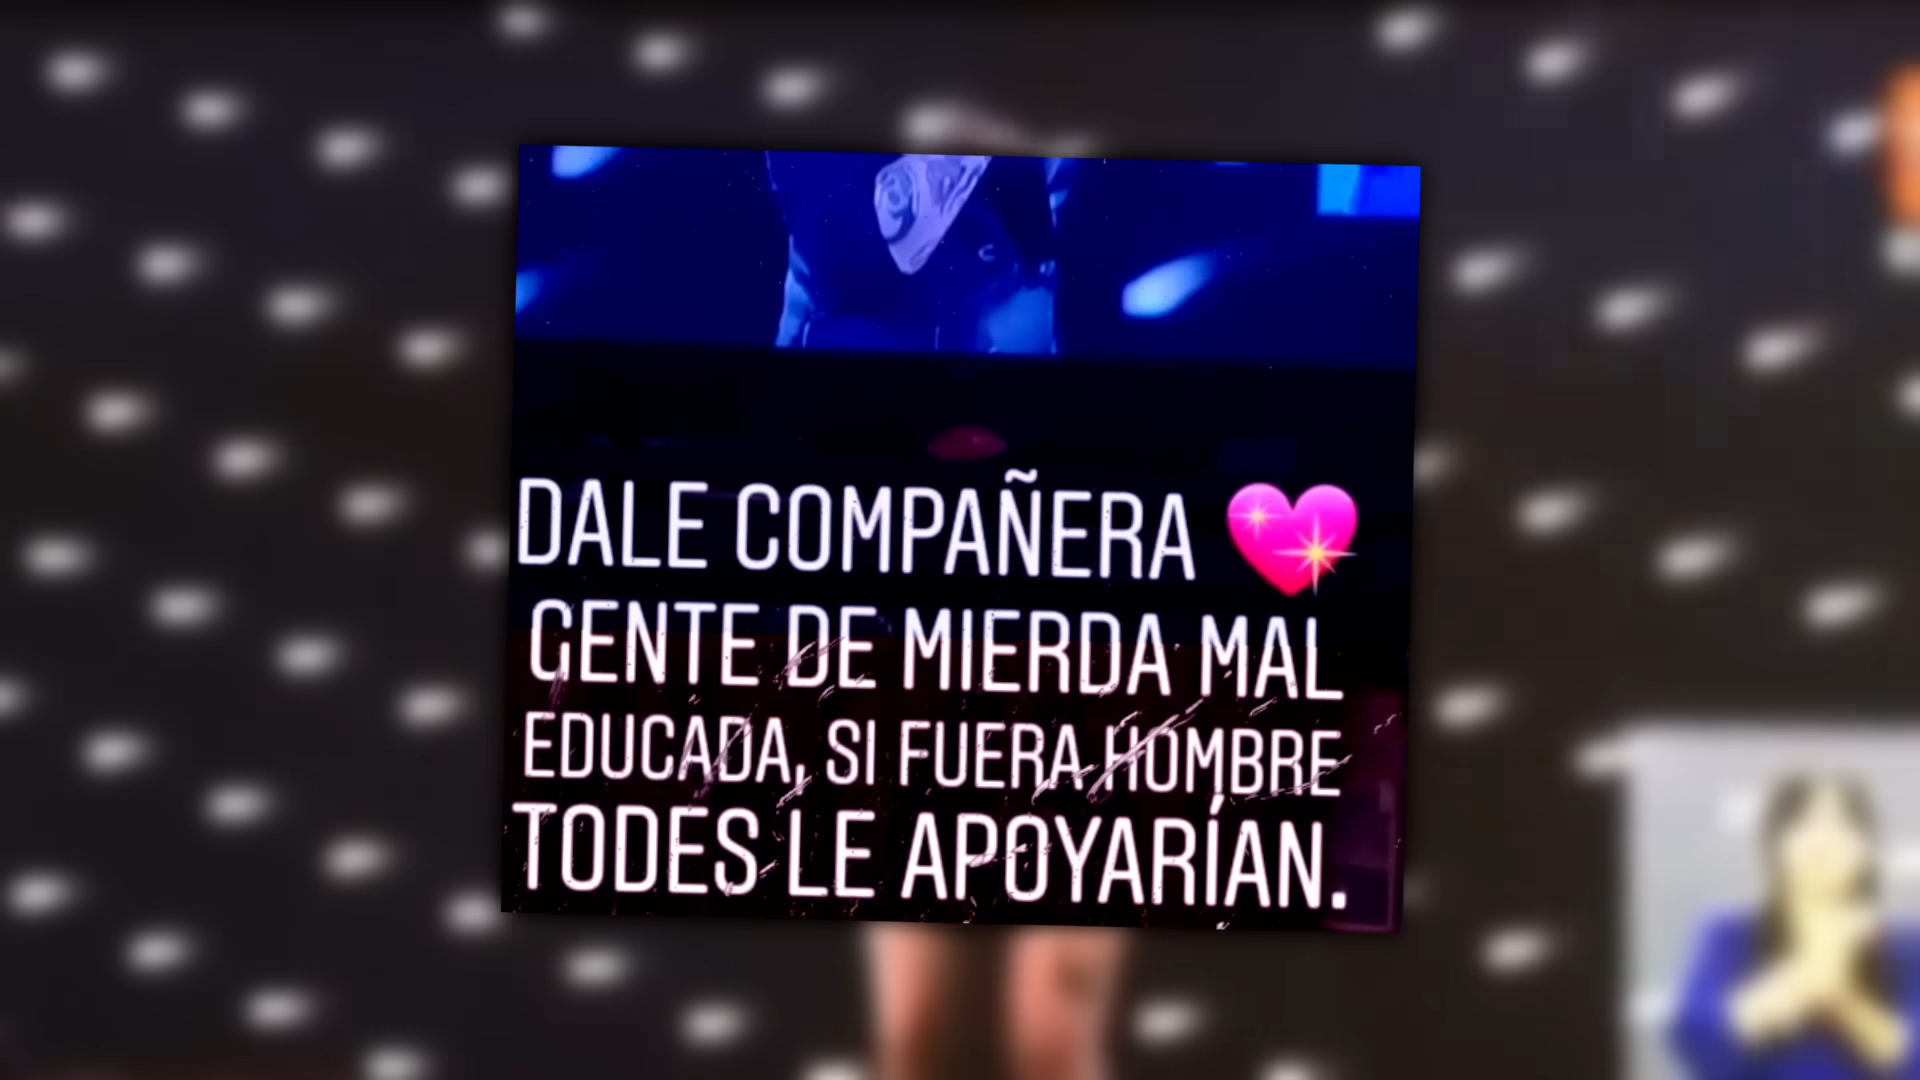 DALE COMPAÑERA 💖
GENTE DE MIERDA MAL
EDUCADA, SI FUERA HOMBRE
TODES LE APOYARÍAN.